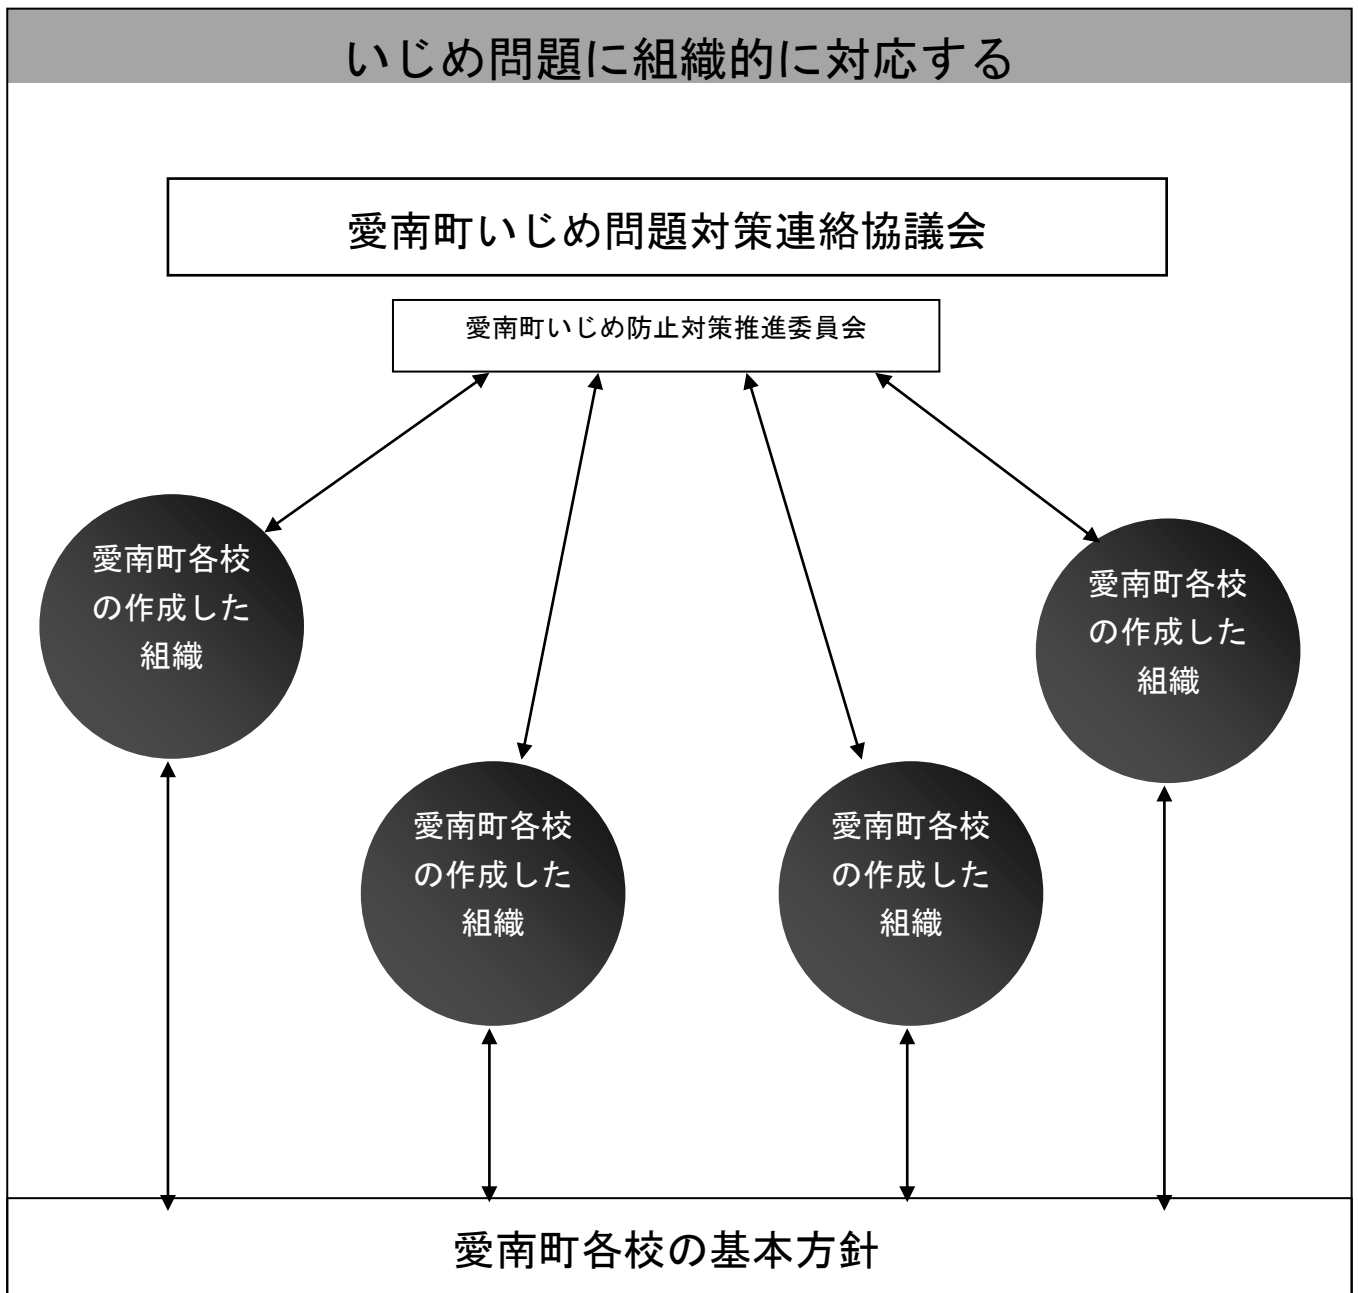 いじめ問題に組織的に対応する
愛南町いじめ問題対策連絡協議会
愛南町いじめ防止対策推進委員会
愛南町各校
の作成した
組織
愛南町各校
の作成した
組織
愛南町各校
の作成した
組織
愛南町各校
の作成した
組織
愛南町各校の基本方針